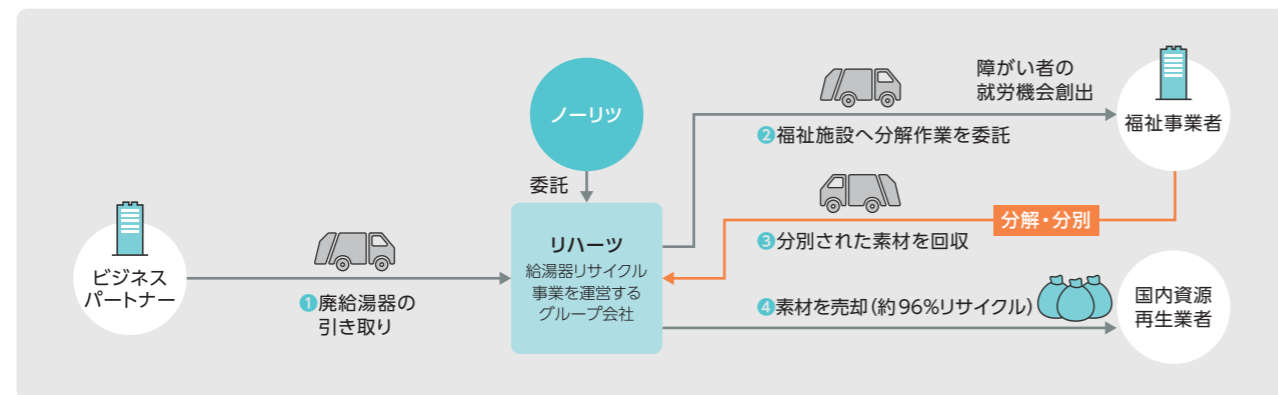 ノーリツ
委託
ビジネス
パートナー
❶廃給湯器の
引き取り
リハーツ
給湯器リサイクル
事業を運営する
グループ会社
障がい者の
就労機会創出
❷福祉施設へ分解作業を委託
福祉事業者
分解・分別
❸分別された素材を回収
❹素材を売却(約96%リサイクル)
国内資源
再生業者